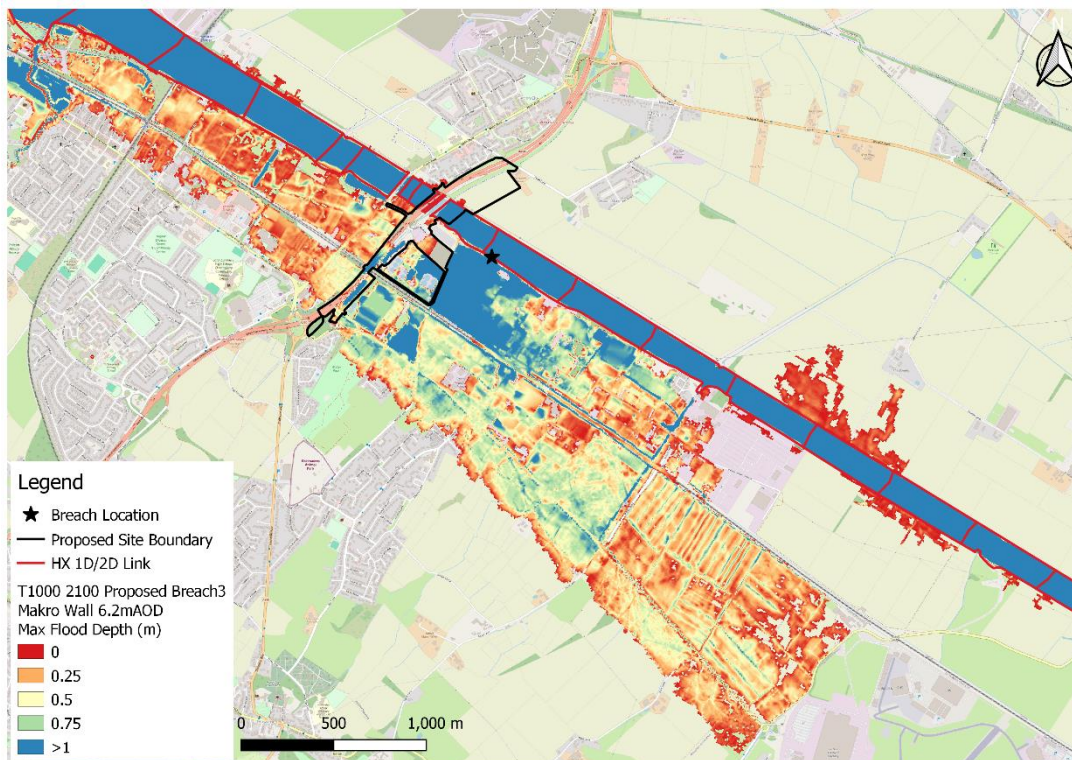 N
Legend
Breach Location
Proposed Site Boundary
HX 1D/2D Link
T1000 2100 Proposed Breach3
Makro Wall 6.2mAOD
Max Flood Depth (m)
0
0.25
0.5
0.75
>1
0 500 1,000 m